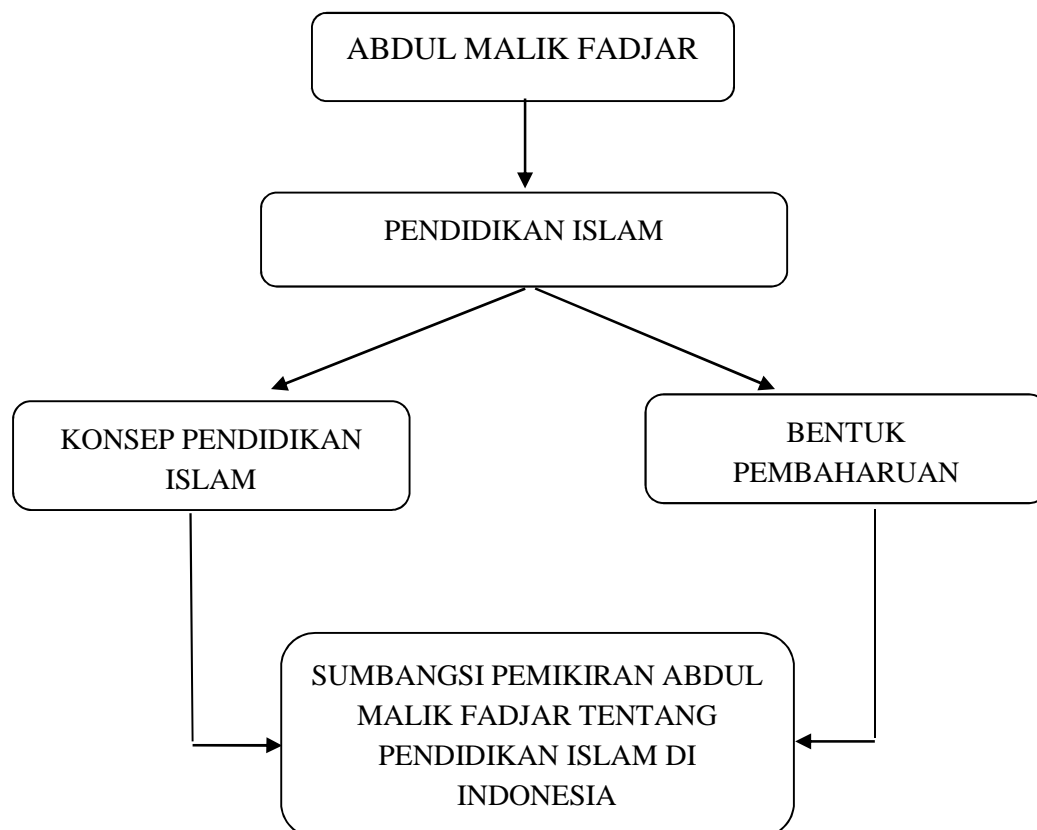 ABDUL MALIK FADJAR
PENDIDIKAN ISLAM
KONSEP PENDIDIKAN
ISLAM
BENTUK
PEMBAHARUAN
SUMBANGSI PEMIKIRAN ABDUL
MALIK FADJAR TENTANG
PENDIDIKAN ISLAM DI
INDONESIA